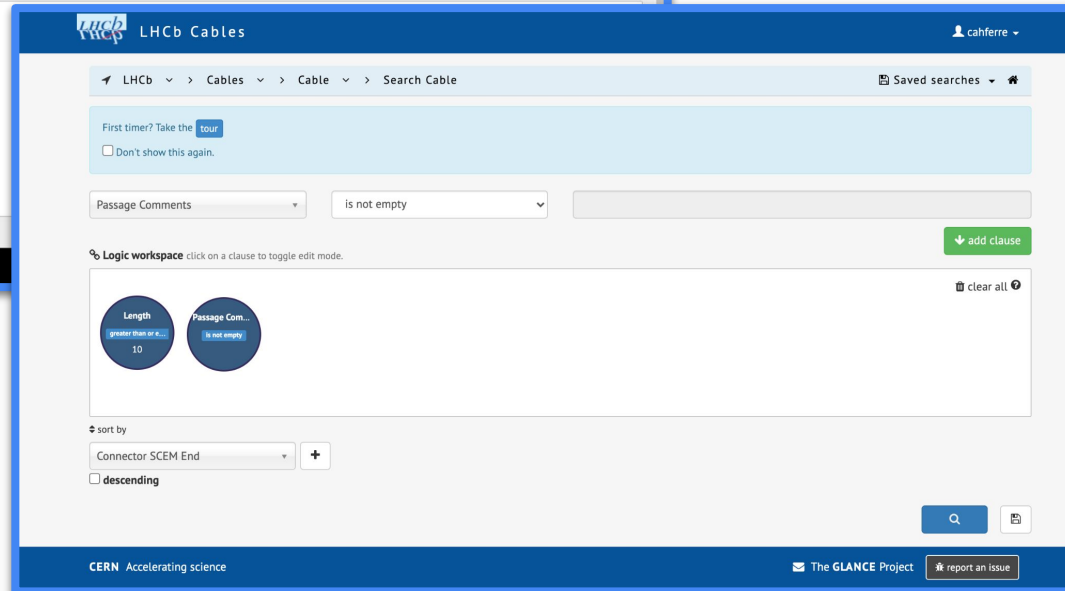 LHCb
LHCb
LHCb Cables
cahferre
LHCb > Cables > Cable > Search Cable
Saved searches
First timer? Take the tour
Don't show this again.
Passage Comments
is not empty
add clause
Logic workspace click on a clause to toggle edit mode.
clear all
Length
greater than or e...
10
Passage Com...
is not empty
sort by
Connector SCEM End
+
descending
CERN Accelerating science
The GLANCE Project
report an issue